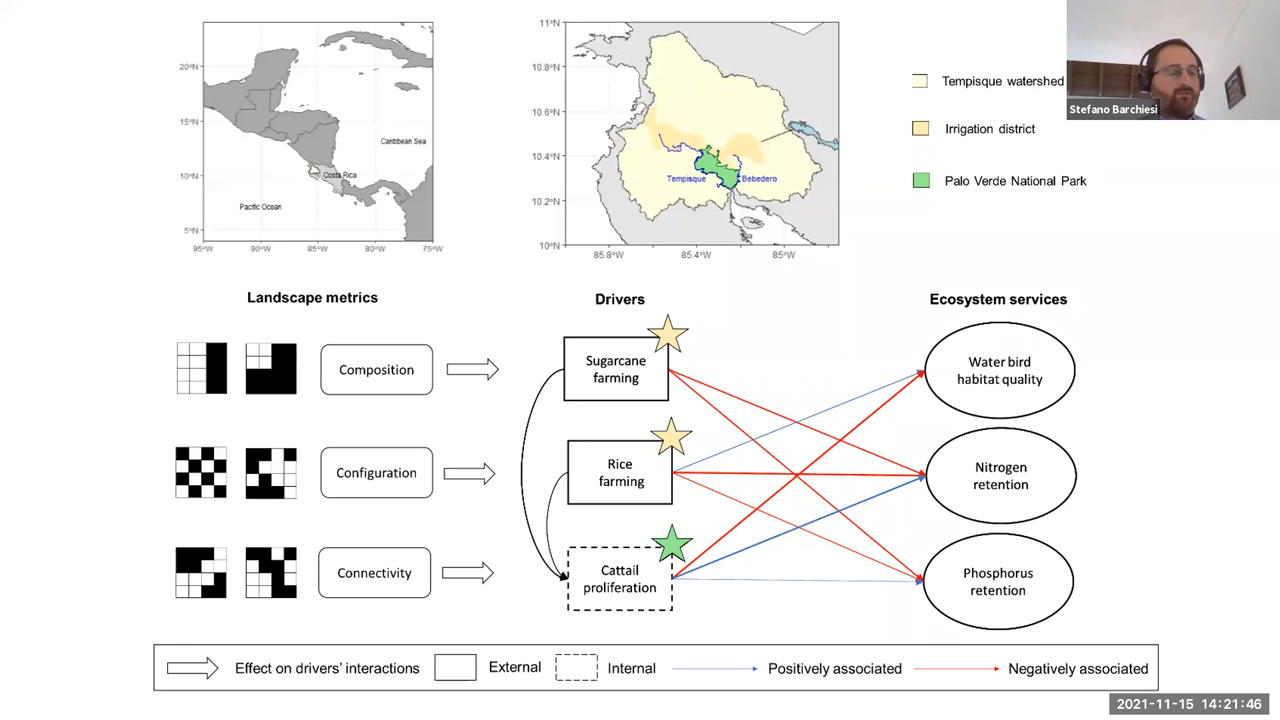 20°N
15°N
10°N
5°N
95°W 90°W 85°W 80°W 75°W
Caribbean Sea
Costa Rica
Pacific Ocean
11°N
10.8°N
10.6°N
10.4°N
10.2°N
10°N
85.8°W 85.4°W 85°W
Tempisque Bebedero
Tempisque watershed
Irrigation district
Palo Verde National Park
Stefano Barchiesi
Landscape metrics
Drivers
Ecosystem services
Composition
Configuration
Connectivity
Sugarcane
farming
Rice
farming
Cattail
proliferation
Water bird
habitat quality
Nitrogen
retention
Phosphorus
retention
Effect on drivers' interactions External Internal Positively associated Negatively associated
2021-11-15 14:21:46